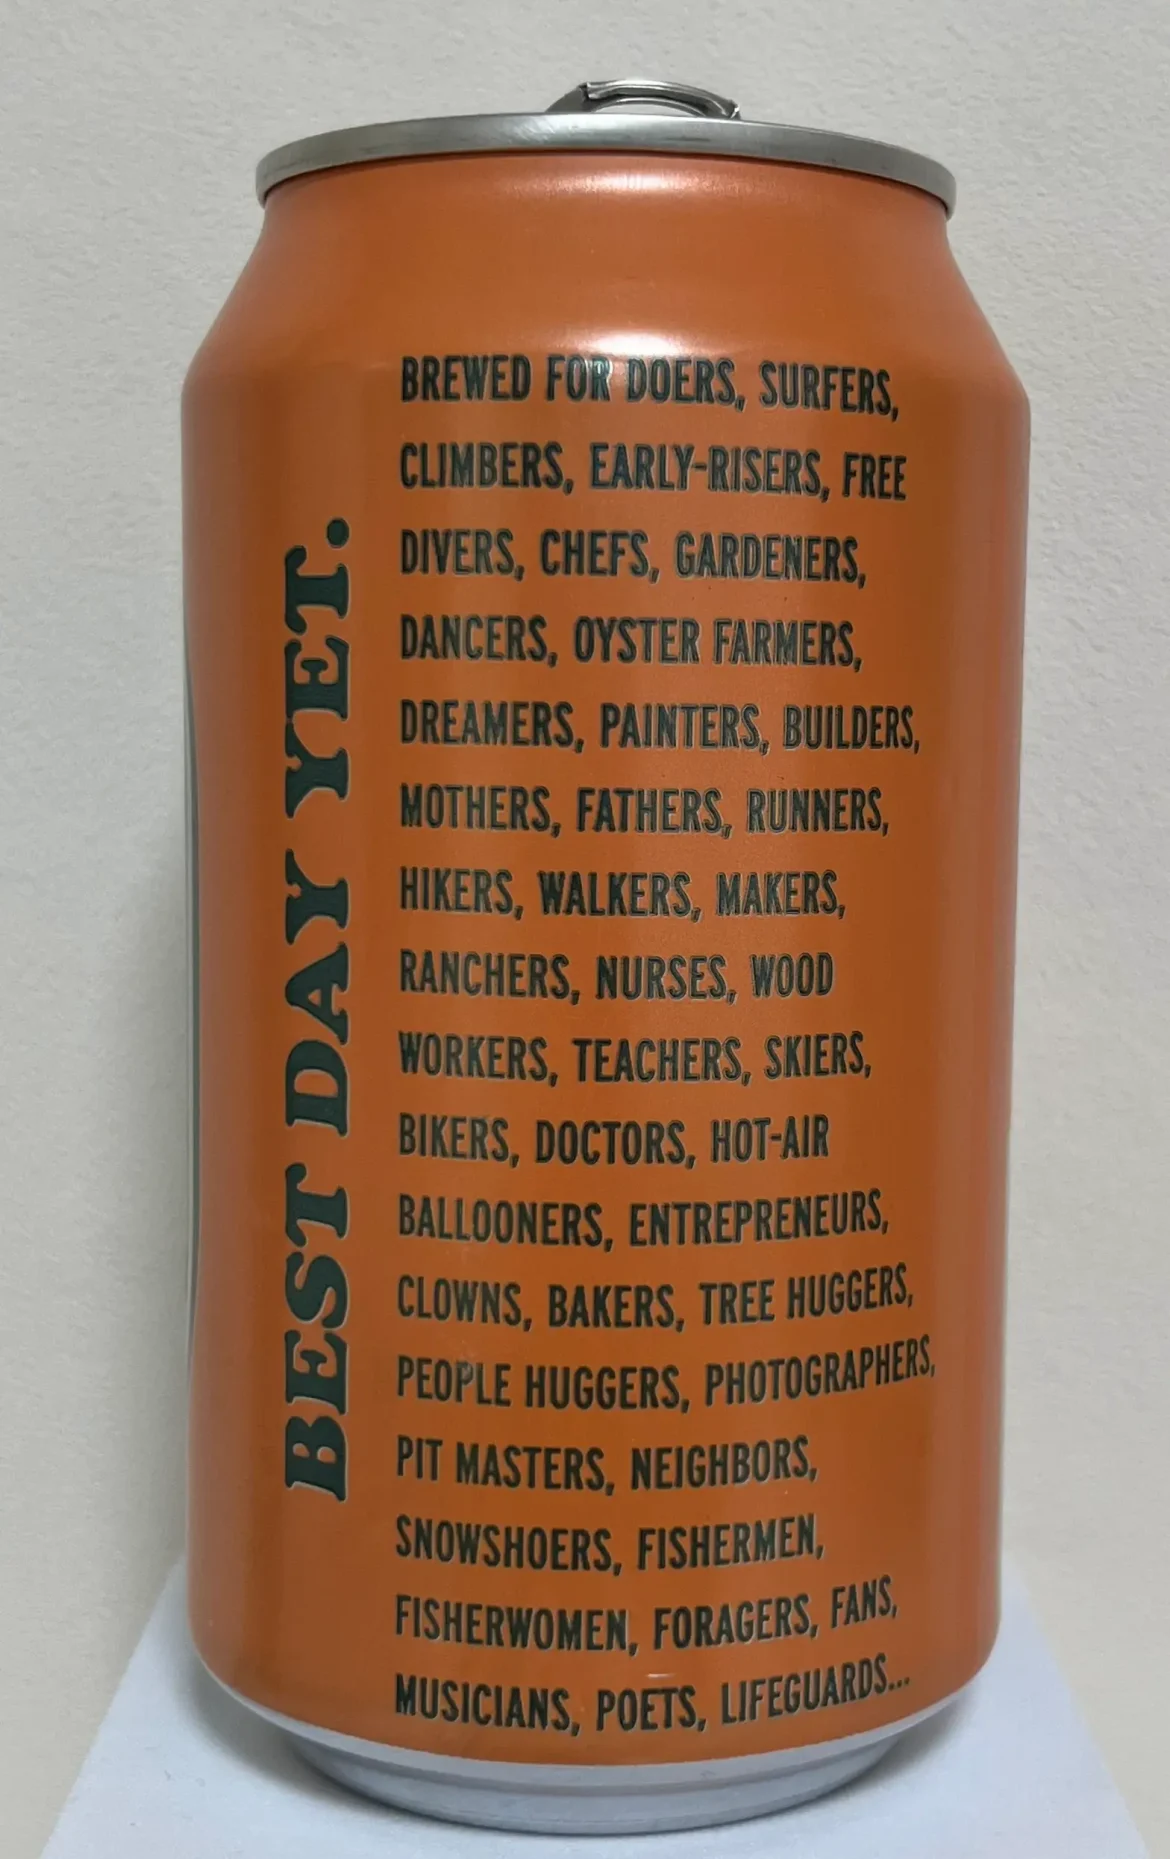 BEST DAY YET.
BREWED FOR DOERS, SURFERS,
CLIMBERS, EARLY-RISERS, FREE
DIVERS, CHEFS, GARDENERS,
DANCERS, OYSTER FARMERS,
DREAMERS, PAINTERS, BUILDERS,
MOTHERS, FATHERS, RUNNERS,
HIKERS, WALKERS, MAKERS,
RANCHERS, NURSES, WOOD
WORKERS, TEACHERS, SKIERS,
BIKERS, DOCTORS, HOT-AIR
BALLOONERS, ENTREPRENEURS,
CLOWNS, BAKERS, TREE HUGGERS,
PEOPLE HUGGERS, PHOTOGRAPHERS,
PIT MASTERS, NEIGHBORS,
SNOWSHOERS, FISHERMEN,
FISHERWOMEN, FORAGERS, FANS,
MUSICIANS, POETS, LIFEGUARDS...